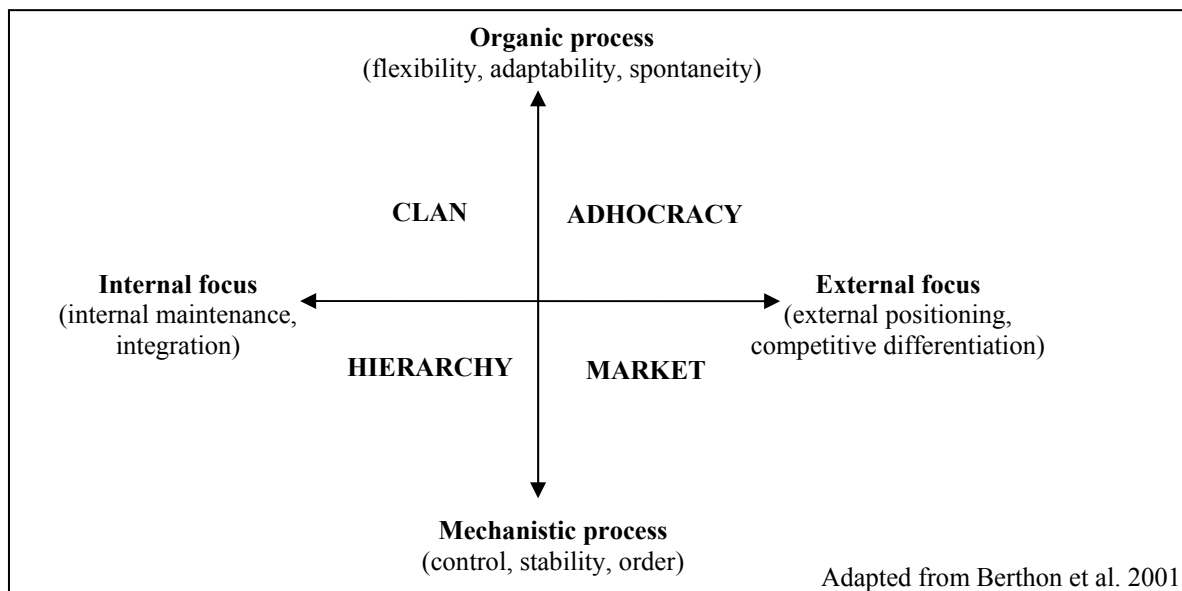 Organic process
(flexibility, adaptability, spontaneity)
CLAN
ADHOCRACY
Internal focus
(internal maintenance,
integration)
External focus
(external positioning,
competitive differentiation)
HIERARCHY
MARKET
Mechanistic process
(control, stability, order)
Adapted from Berthon et al. 2001